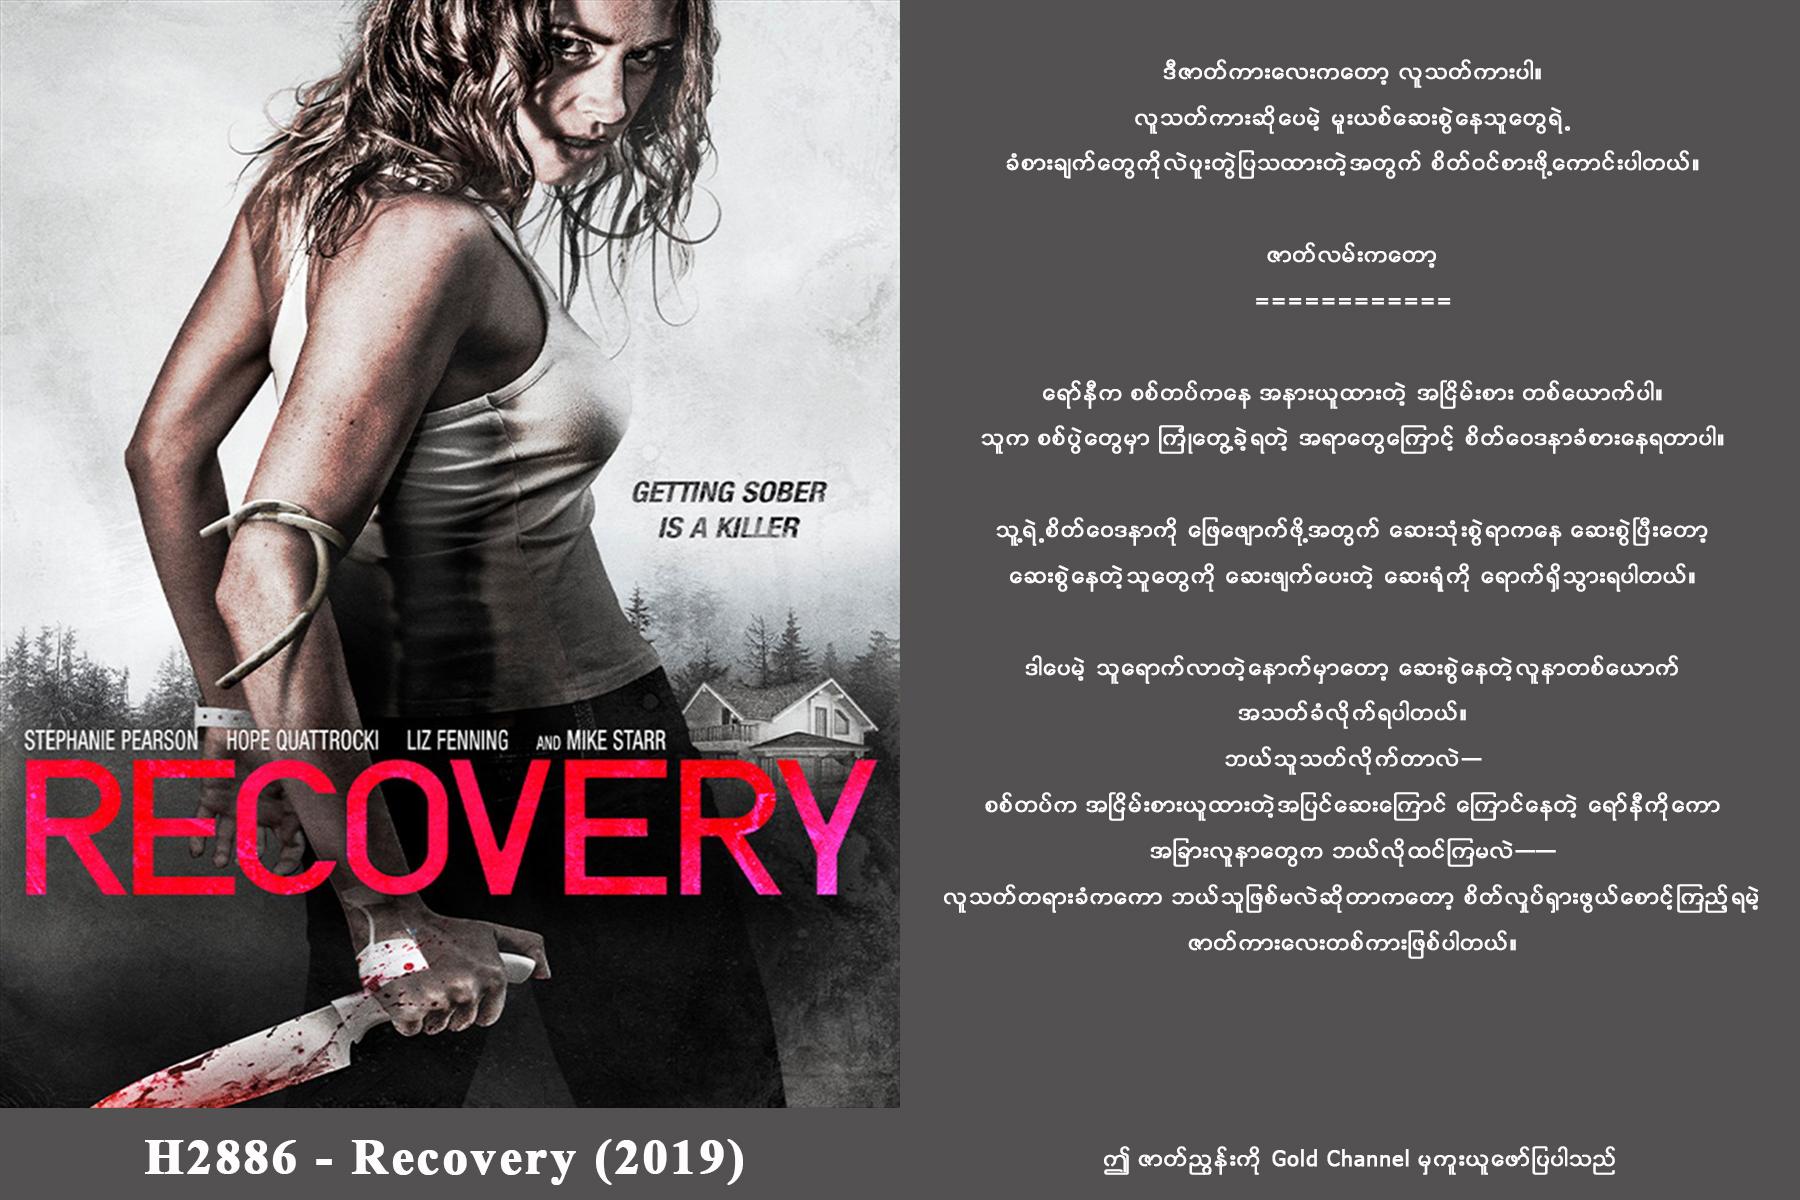 GETTING SOBER
IS A KILLER
STEPHANIE PEARSON HOPE QUATTROCKI LIZ FENNING AND MIKE STARR
RECOVERY
H2886 - Recovery (2019)
ဒီဇာတ်ကားလေးကတော့ လူသတ်ကားပါ။
လူသတ်ကားဆိုပေမဲ့ မူးယစ်ဆေးစွဲနေသူတွေရဲ့
ခံစားချက်တွေကိုလဲပူးတွဲပြသထားတဲ့အတွက် စိတ်ဝင်စားဖို့ကောင်းပါတယ်။
ဇာတ်လမ်းကတော့
============
ရော်နီက စစ်တပ်ကနေ အနားယူထားတဲ့ အငြိမ်းစား တစ်ယောက်ပါ။
သူက စစ်ပွဲတွေမှာ ကြုံတွေ့ခဲ့ရတဲ့ အရာတွေကြောင့် စိတ်ဝေဒနာခံစားနေရတာပါ။
သူ့ရဲ့စိတ်ဝေဒနာကို ဖြေဖျောက်ဖို့အတွက် ဆေးသုံးစွဲရာကနေ ဆေးစွဲပြီးတော့
ဆေးစွဲနေတဲ့သူတွေကို ဆေးဖျက်ပေးတဲ့ ဆေးရုံကို ရောက်ရှိသွားရပါတယ်။
ဒါပေမဲ့ သူရောက်လာတဲ့နောက်မှာတော့ ဆေးစွဲနေတဲ့လူနာတစ်ယောက်
အသတ်ခံလိုက်ရပါတယ်။
ဘယ်သူသတ်လိုက်တာလဲ—
စစ်တပ်က အငြိမ်းစားယူထားတဲ့အပြင်ဆေးကြောင် ကြောင်နေတဲ့ ရော်နီကိုကော
အခြားလူနာတွေက ဘယ်လိုထင်ကြမလဲ——
လူသတ်တရားခံကကော ဘယ်သူဖြစ်မလဲဆိုတာကတော့ စိတ်လှုပ်ရှားဖွယ်စောင့်ကြည့်ရမဲ့
ဇာတ်ကားလေးတစ်ကားဖြစ်ပါတယ်။
ဤ ဇာတ်ညွှန်းကို Gold Channel မှကူးယူဖော်ပြပါသည်